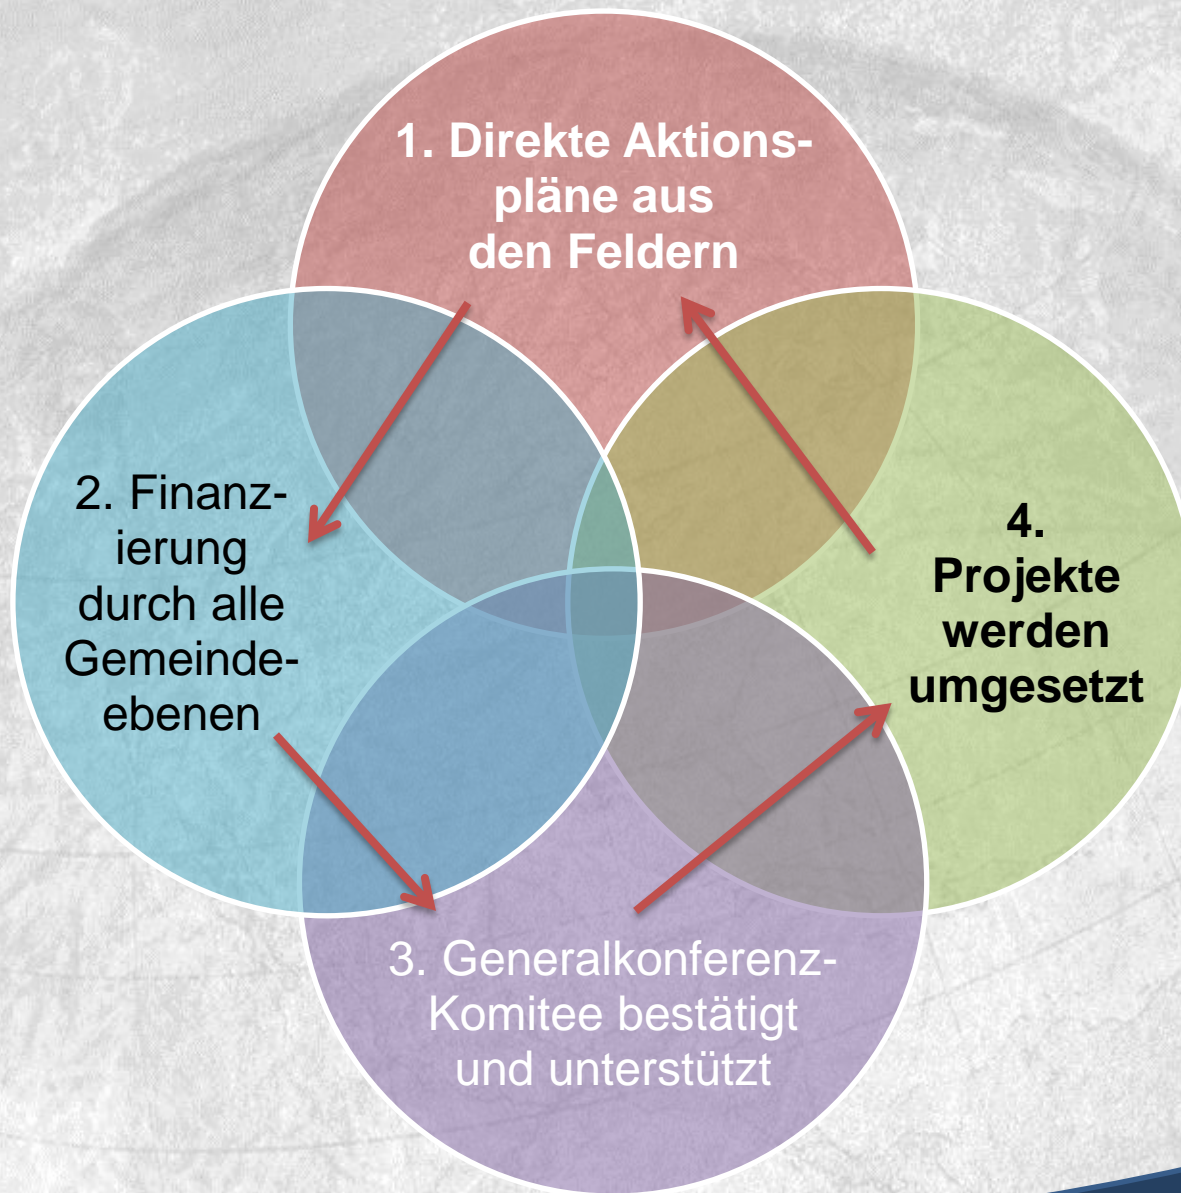 1. Direkte Aktions-
pläne aus
den Feldern
2. Finanz-
ierung
durch alle
Gemeinde-
ebenen
3. Generalkonferenz-
Komitee bestätigt
und unterstützt
4.
Projekte
werden
umgesetzt